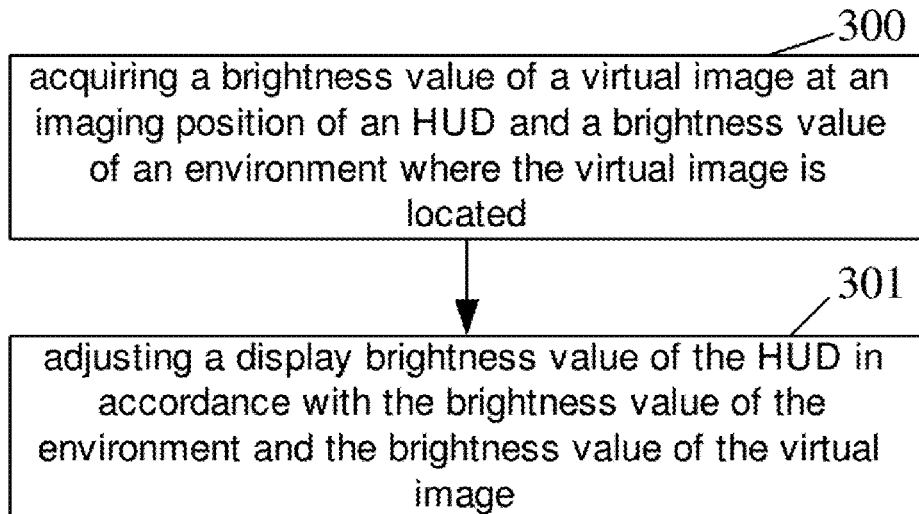 300
acquiring a brightness value of a virtual image at an
imaging position of an HUD and a brightness value
of an environment where the virtual image is
located
301
adjusting a display brightness value of the HUD in
accordance with the brightness value of the
environment and the brightness value of the virtual
image